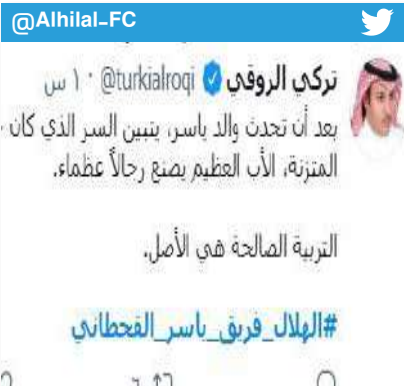 @Alhilal-FC
تركي الروقي @turkialroqi · ١ س
بعد أن تحدث والد ياسر، يتبين السر الذي كان
المتزنة، الأب العظيم يصنع رجالاً عظماء.
التربية الصالحة هي الأصل.
#الهلال_فريق_ياسر_القحطاني